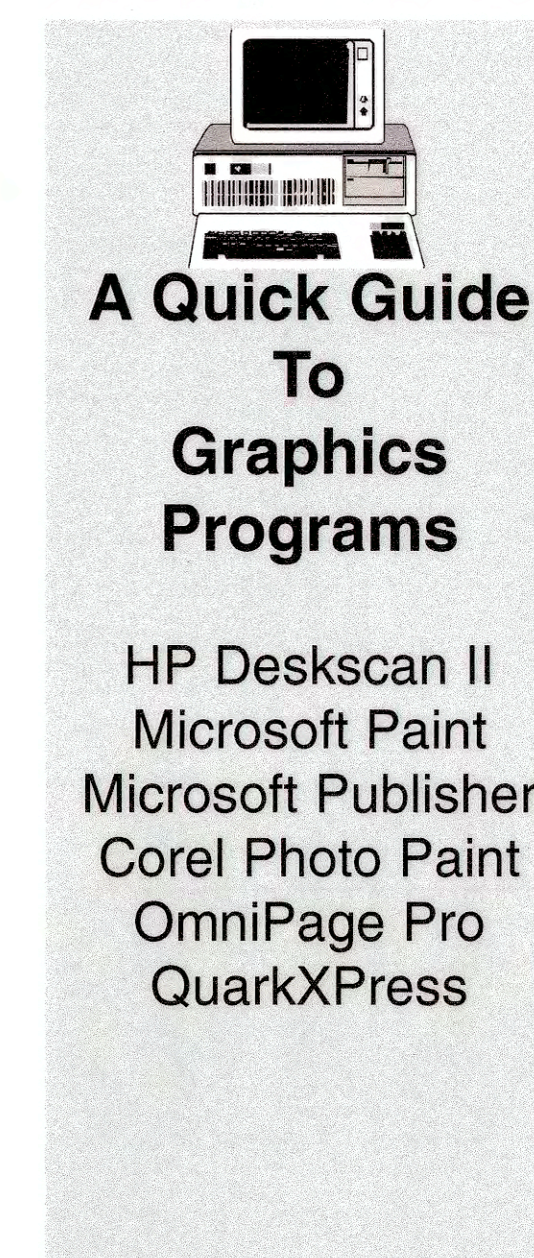 A Quick Guide
To
Graphics
Programs
HP Deskscan II
Microsoft Paint
Microsoft Publisher
Corel Photo Paint
OmniPage Pro
QuarkXPress